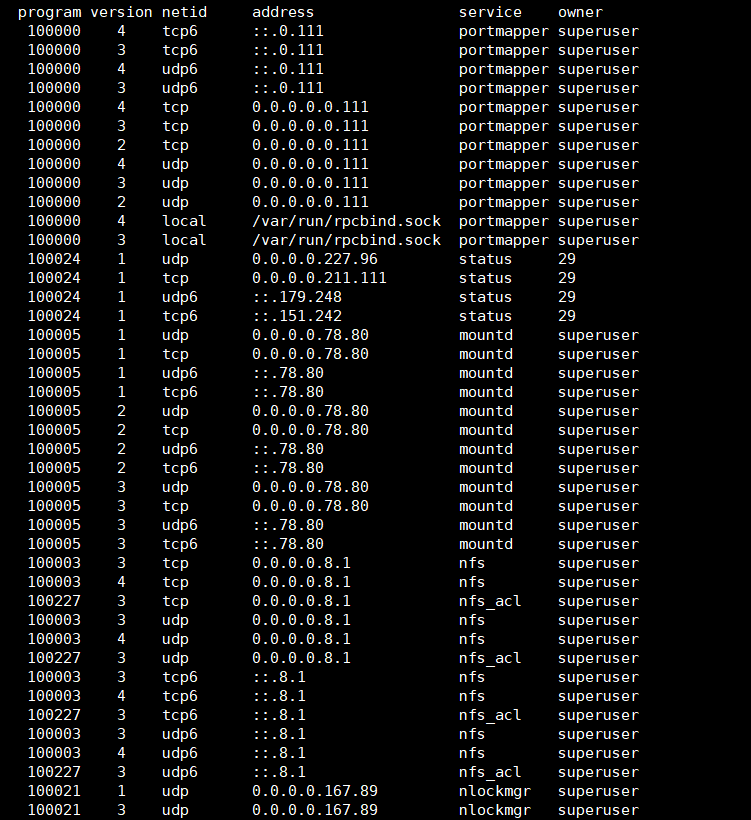 program version netid     address                service    owner
100000    4    tcp6      ::.0.111               portmapper superuser
100000    3    tcp6      ::.0.111               portmapper superuser
100000    4    udp6      ::.0.111               portmapper superuser
100000    3    udp6      ::.0.111               portmapper superuser
100000    4    tcp       0.0.0.0.0.111          portmapper superuser
100000    3    tcp       0.0.0.0.0.111          portmapper superuser
100000    2    tcp       0.0.0.0.0.111          portmapper superuser
100000    4    udp       0.0.0.0.0.111          portmapper superuser
100000    3    udp       0.0.0.0.0.111          portmapper superuser
100000    2    udp       0.0.0.0.0.111          portmapper superuser
100000    4    local     /var/run/rpcbind.sock  portmapper superuser
100000    3    local     /var/run/rpcbind.sock  portmapper superuser
100024    1    udp       0.0.0.0.227.96         status     29
100024    1    tcp       0.0.0.0.211.111        status     29
100024    1    udp6      ::.179.248             status     29
100024    1    tcp6      ::.151.242             status     29
100005    1    udp       0.0.0.0.78.80          mountd     superuser
100005    1    tcp       0.0.0.0.78.80          mountd     superuser
100005    1    udp6      ::.78.80               mountd     superuser
100005    1    tcp6      ::.78.80               mountd     superuser
100005    2    udp       0.0.0.0.78.80          mountd     superuser
100005    2    tcp       0.0.0.0.78.80          mountd     superuser
100005    2    udp6      ::.78.80               mountd     superuser
100005    2    tcp6      ::.78.80               mountd     superuser
100005    3    udp       0.0.0.0.78.80          mountd     superuser
100005    3    tcp       0.0.0.0.78.80          mountd     superuser
100005    3    udp6      ::.78.80               mountd     superuser
100005    3    tcp6      ::.78.80               mountd     superuser
100003    3    tcp       0.0.0.0.8.1            nfs        superuser
100003    4    tcp       0.0.0.0.8.1            nfs        superuser
100227    3    tcp       0.0.0.0.8.1            nfs_acl    superuser
100003    3    udp       0.0.0.0.8.1            nfs        superuser
100003    4    udp       0.0.0.0.8.1            nfs        superuser
100227    3    udp       0.0.0.0.8.1            nfs_acl    superuser
100003    3    tcp6      ::.8.1                 nfs        superuser
100003    4    tcp6      ::.8.1                 nfs        superuser
100227    3    tcp6      ::.8.1                 nfs_acl    superuser
100003    3    udp6      ::.8.1                 nfs        superuser
100003    4    udp6      ::.8.1                 nfs        superuser
100227    3    udp6      ::.8.1                 nfs_acl    superuser
100021    1    udp       0.0.0.0.167.89         nlockmgr   superuser
100021    3    udp       0.0.0.0.167.89         nlockmgr   superuser